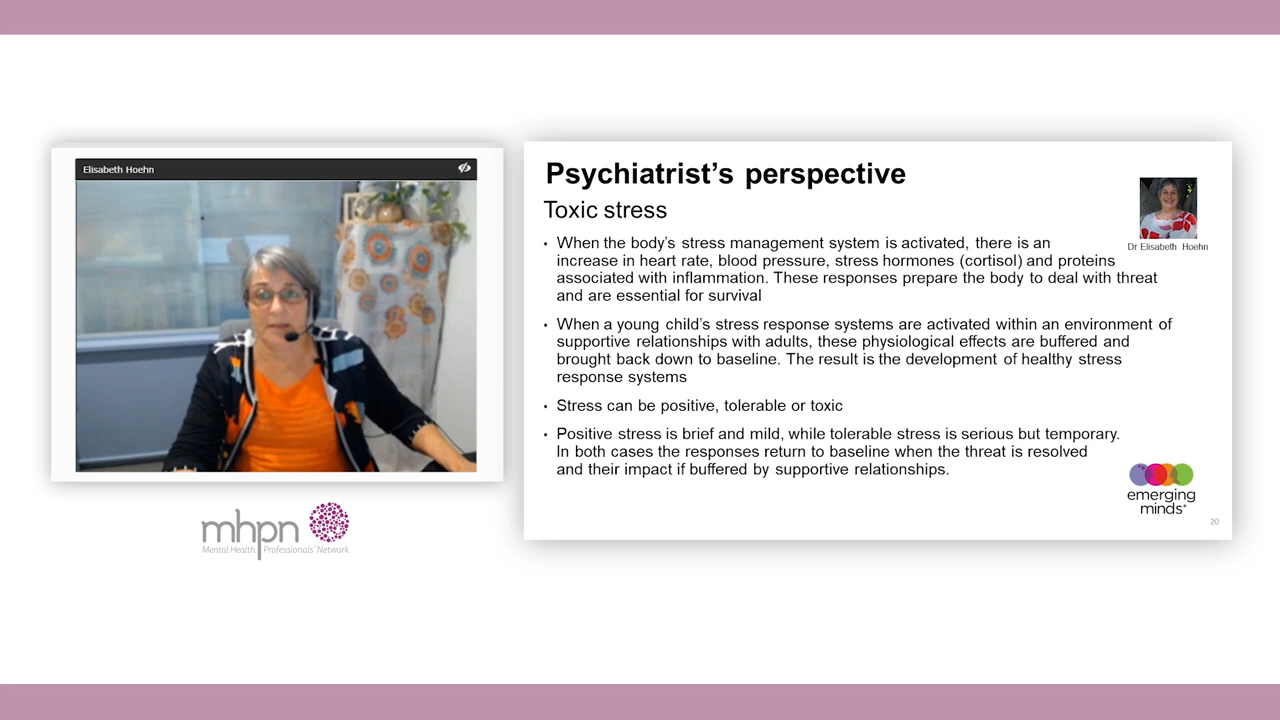 Elisabeth Hoehn
mhpn
Mental Health Professionals' Network
Psychiatrist's perspective
Toxic stress
Dr Elisabeth Hoehn
• When the body's stress management system is activated, there is an
increase in heart rate, blood pressure, stress hormones (cortisol) and proteins
associated with inflammation. These responses prepare the body to deal with threat
and are essential for survival
• When a young child's stress response systems are activated within an environment of
supportive relationships with adults, these physiological effects are buffered and
brought back down to baseline. The result is the development of healthy stress
response systems
• Stress can be positive, tolerable or toxic
• Positive stress is brief and mild, while tolerable stress is serious but temporary.
In both cases the responses return to baseline when the threat is resolved
and their impact if buffered by supportive relationships.
emerging
minds
20